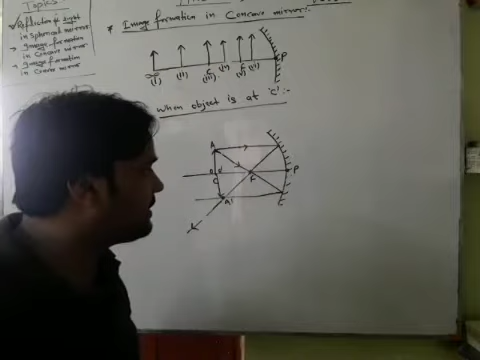 Topics
Reflection of light
in spherical mirrors
→ Image formation
in Concave mirror
→ Image formation
in Convex mirror
* Image formation in Concave mirror:-
(i) (ii) C (iii) (iv) F (v) (vi) P
When object is at 'C' :-
A
B
C
F
P
A'
E